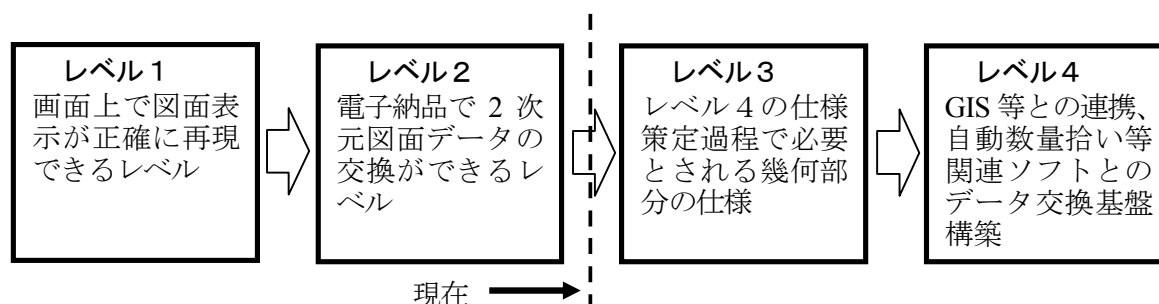 レベル1
画面上で図面表
示が正確に再現
できるレベル
レベル2
電子納品で 2 次
元図面データの
交換ができるレ
ベル
レベル3
レベル4の仕様
策定過程で必要
とされる幾何部
分の仕様
レベル4
GIS 等との連携、
自動数量拾い等
関連ソフトとの
データ交換基盤
構築
現在